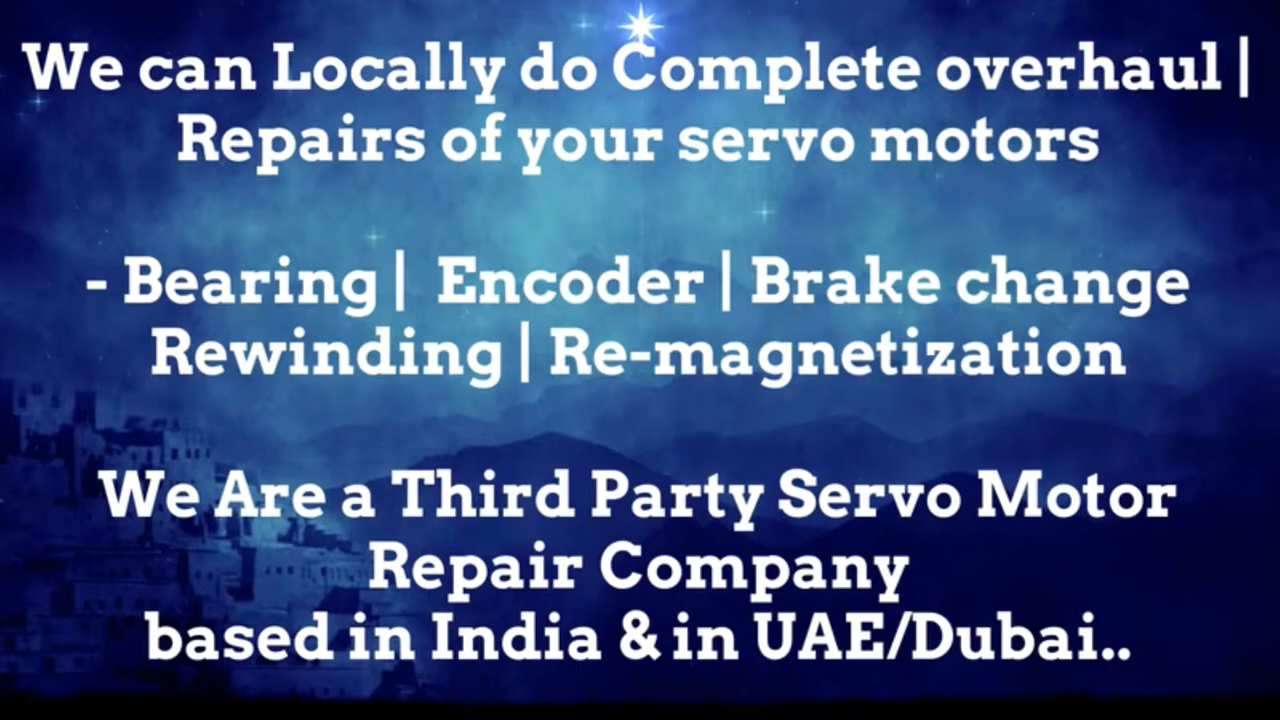 We can Locally do Complete overhaul |
Repairs of your servo motors
- Bearing | Encoder | Brake change
Rewinding | Re-magnetization
We Are a Third Party Servo Motor
Repair Company
based in India & in UAE/Dubai..